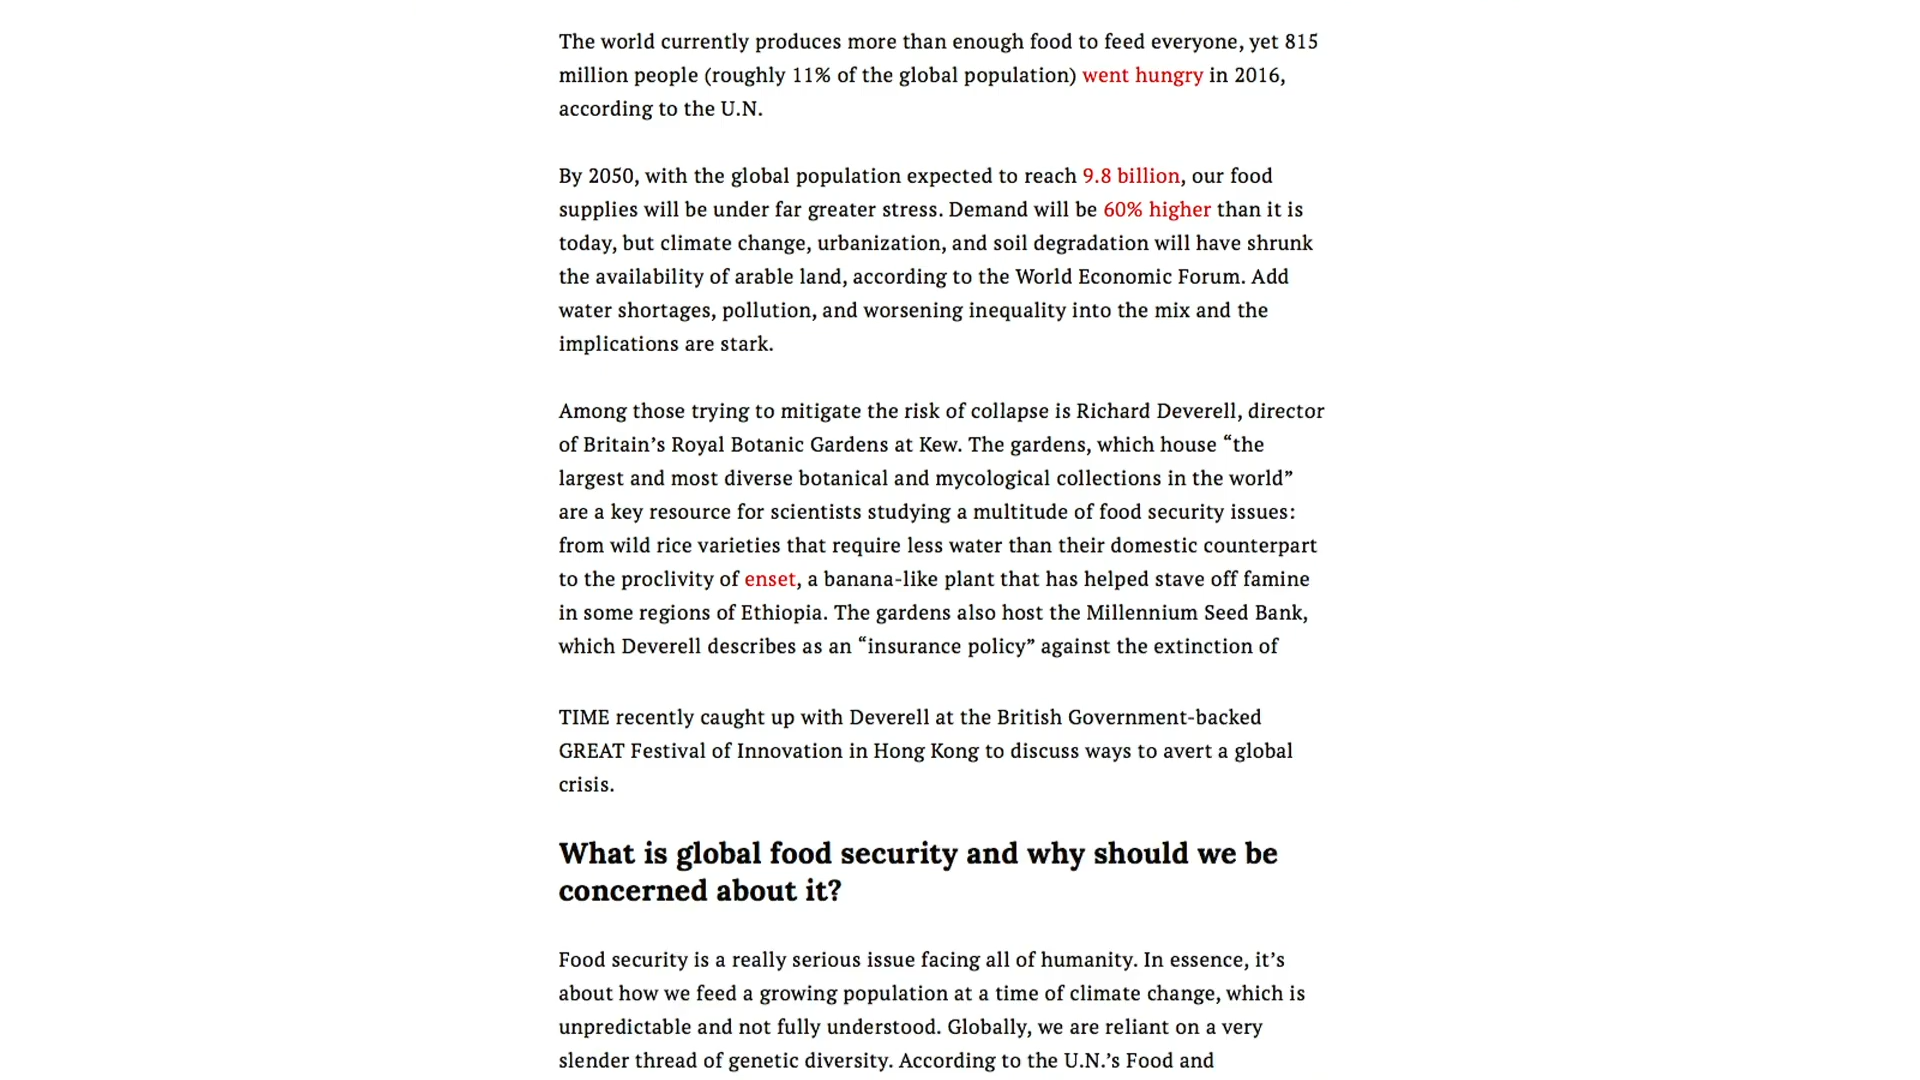 The world currently produces more than enough food to feed everyone, yet 815
million people (roughly 11% of the global population) went hungry in 2016,
according to the U.N.
By 2050, with the global population expected to reach 9.8 billion, our food
supplies will be under far greater stress. Demand will be 60% higher than it is
today, but climate change, urbanization, and soil degradation will have shrunk
the availability of arable land, according to the World Economic Forum. Add
water shortages, pollution, and worsening inequality into the mix and the
implications are stark.
Among those trying to mitigate the risk of collapse is Richard Deverell, director
of Britain’s Royal Botanic Gardens at Kew. The gardens, which house “the
largest and most diverse botanical and mycological collections in the world”
are a key resource for scientists studying a multitude of food security issues:
from wild rice varieties that require less water than their domestic counterpart
to the proclivity of enset, a banana-like plant that has helped stave off famine
in some regions of Ethiopia. The gardens also host the Millennium Seed Bank,
which Deverell describes as an “insurance policy” against the extinction of
TIME recently caught up with Deverell at the British Government-backed
GREAT Festival of Innovation in Hong Kong to discuss ways to avert a global
crisis.
What is global food security and why should we be
concerned about it?
Food security is a really serious issue facing all of humanity. In essence, it’s
about how we feed a growing population at a time of climate change, which is
unpredictable and not fully understood. Globally, we are reliant on a very
slender thread of genetic diversity. According to the U.N.’s Food and